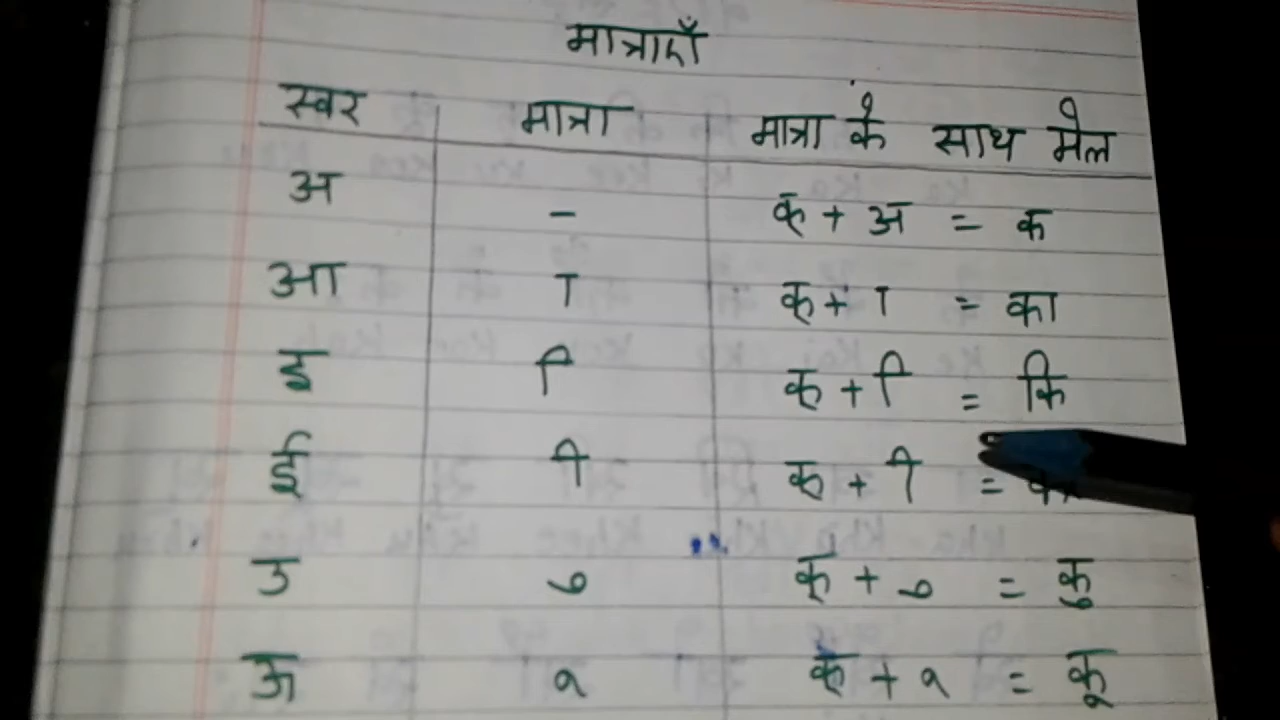 मात्राएँ
स्वर मात्रा मात्रा के साथ मेल
अ - क् + अ = क
आ ा क् + ा = का
इ ि क् + ि = कि
ई ी क् + ी =
उ ु क् + ु = कु
ऊ ू क् + ू = कू